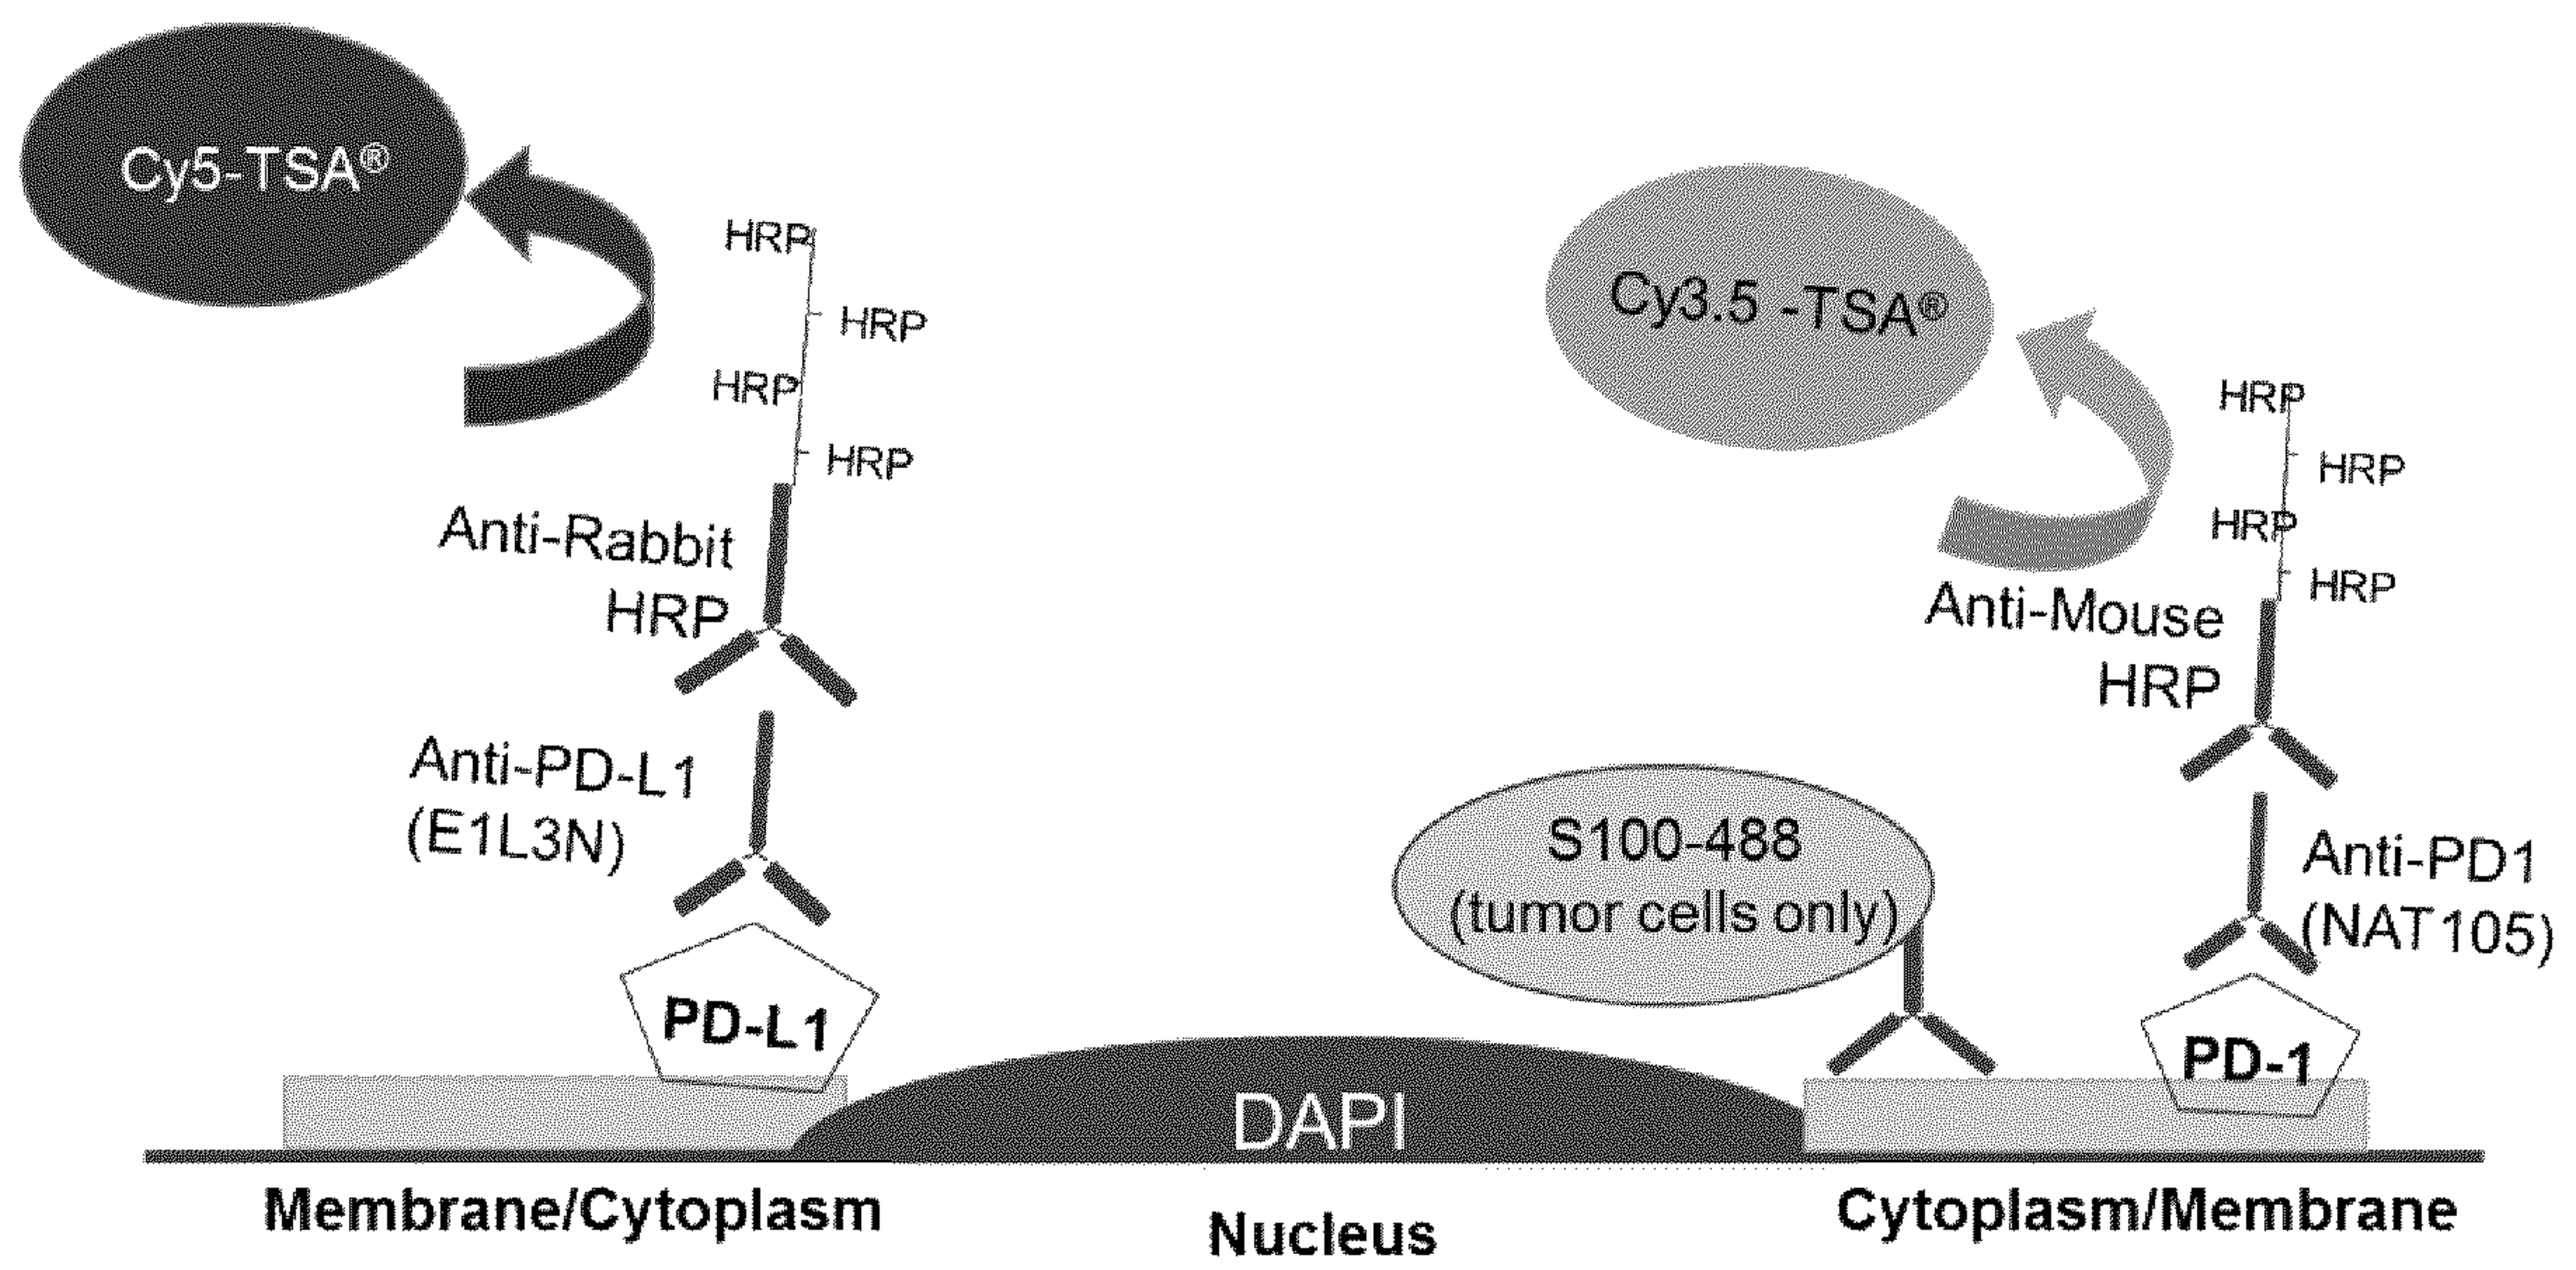 Cy5-TSA®
HRP
HRP
HRP
HRP
Anti-Rabbit
HRP
Anti-PD-L1
(E1L3N)
PD-L1
Cy3.5 -TSA®
HRP
HRP
HRP
HRP
Anti-Mouse
HRP
S100-488
(tumor cells only)
Anti-PD1
(NAT105)
PD-1
DAPI
Membrane/Cytoplasm
Nucleus
Cytoplasm/Membrane